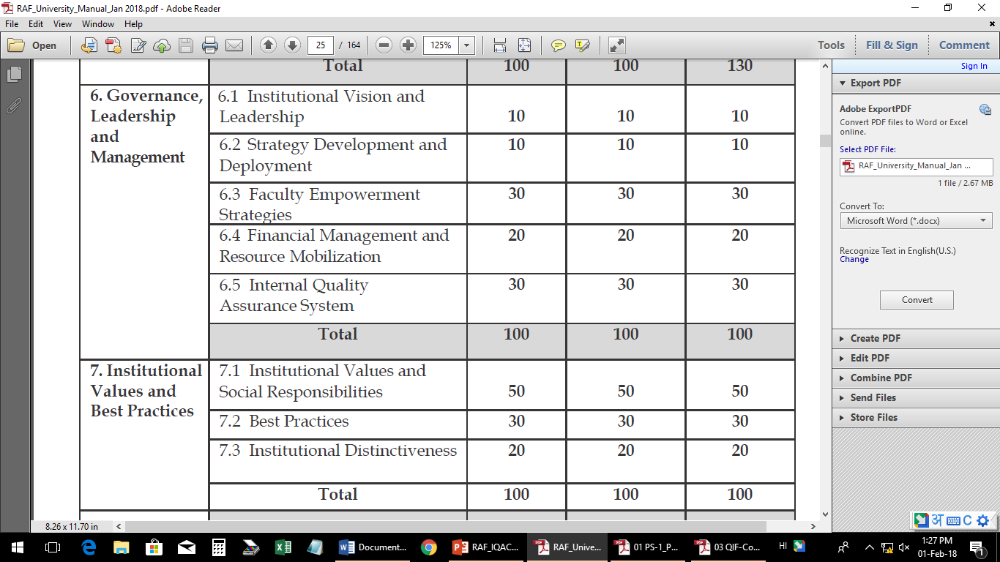 RAF_University_Manual_Jan 2018.pdf - Adobe Reader
File Edit View Window Help
Open 25 / 164 125% Tools Fill & Sign Comment
Total 100 100 130
6. Governance,
Leadership
and
Management
6.1 Institutional Vision and
Leadership 10 10 10
6.2 Strategy Development and
Deployment 10 10 10
6.3 Faculty Empowerment
Strategies 30 30 30
6.4 Financial Management and
Resource Mobilization 20 20 20
6.5 Internal Quality
Assurance System 30 30 30
Total 100 100 100
7. Institutional
Values and
Best Practices
7.1 Institutional Values and
Social Responsibilities 50 50 50
7.2 Best Practices 30 30 30
7.3 Institutional Distinctiveness 20 20 20
Total 100 100 100
8.26 x 11.70 in
Sign In
Export PDF
Adobe ExportPDF
Convert PDF files to Word or Excel
online.
Select PDF File:
RAF_University_Manual_Jan ...
1 file / 2.67 MB
Convert To:
Microsoft Word (*.docx)
Recognize Text in English(U.S.)
Change
Convert
Create PDF
Edit PDF
Combine PDF
Send Files
Store Files
अ C
Document... RAF_IQAC... RAF_Unive... 01 PS-1_P... 03 QIF-Co... HI
1:27 PM
01-Feb-18
1